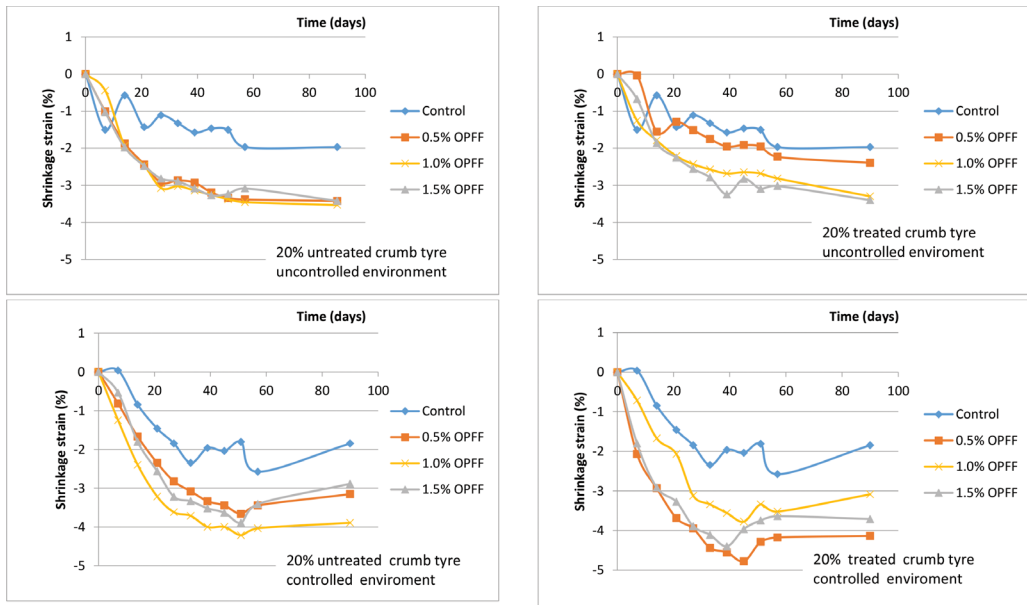 Time (days)
1
0
0 20 40 60 80 100
-1
-2
-3
-4
-5
Shrinkage strain (%)
Control
0.5% OPFF
1.0% OPFF
1.5% OPFF
20% untreated crumb tyre
uncontrolled environment
Time (days)
1
0
0 20 40 60 80 100
-1
-2
-3
-4
-5
Shrinkage strain (%)
Control
0.5% OPFF
1.0% OPFF
1.5% OPFF
20% treated crumb tyre
uncontrolled environment
Time (days)
1
0
0 20 40 60 80 100
-1
-2
-3
-4
-5
Shrinkage strain (%)
Control
0.5% OPFF
1.0% OPFF
1.5% OPFF
20% untreated crumb tyre
controlled enviroment
Time (days)
1
0
0 20 40 60 80 100
-1
-2
-3
-4
-5
Shrinkage strain (%)
Control
0.5% OPFF
1.0% OPFF
1.5% OPFF
20% treated crumb tyre
controlled enviroment